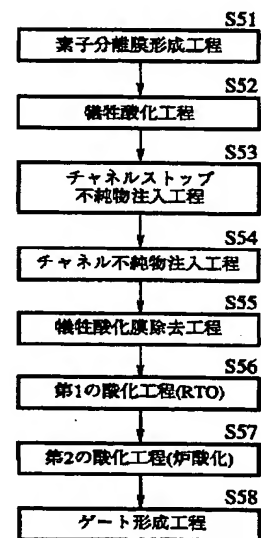 S51
素子分離膜形成工程
S52
犠牲酸化工程
S53
チャネルストップ
不純物注入工程
S54
チャネル不純物注入工程
S55
犠牲酸化膜除去工程
S56
第1の酸化工程(RTO)
S57
第2の酸化工程(炉酸化)
S58
ゲート形成工程